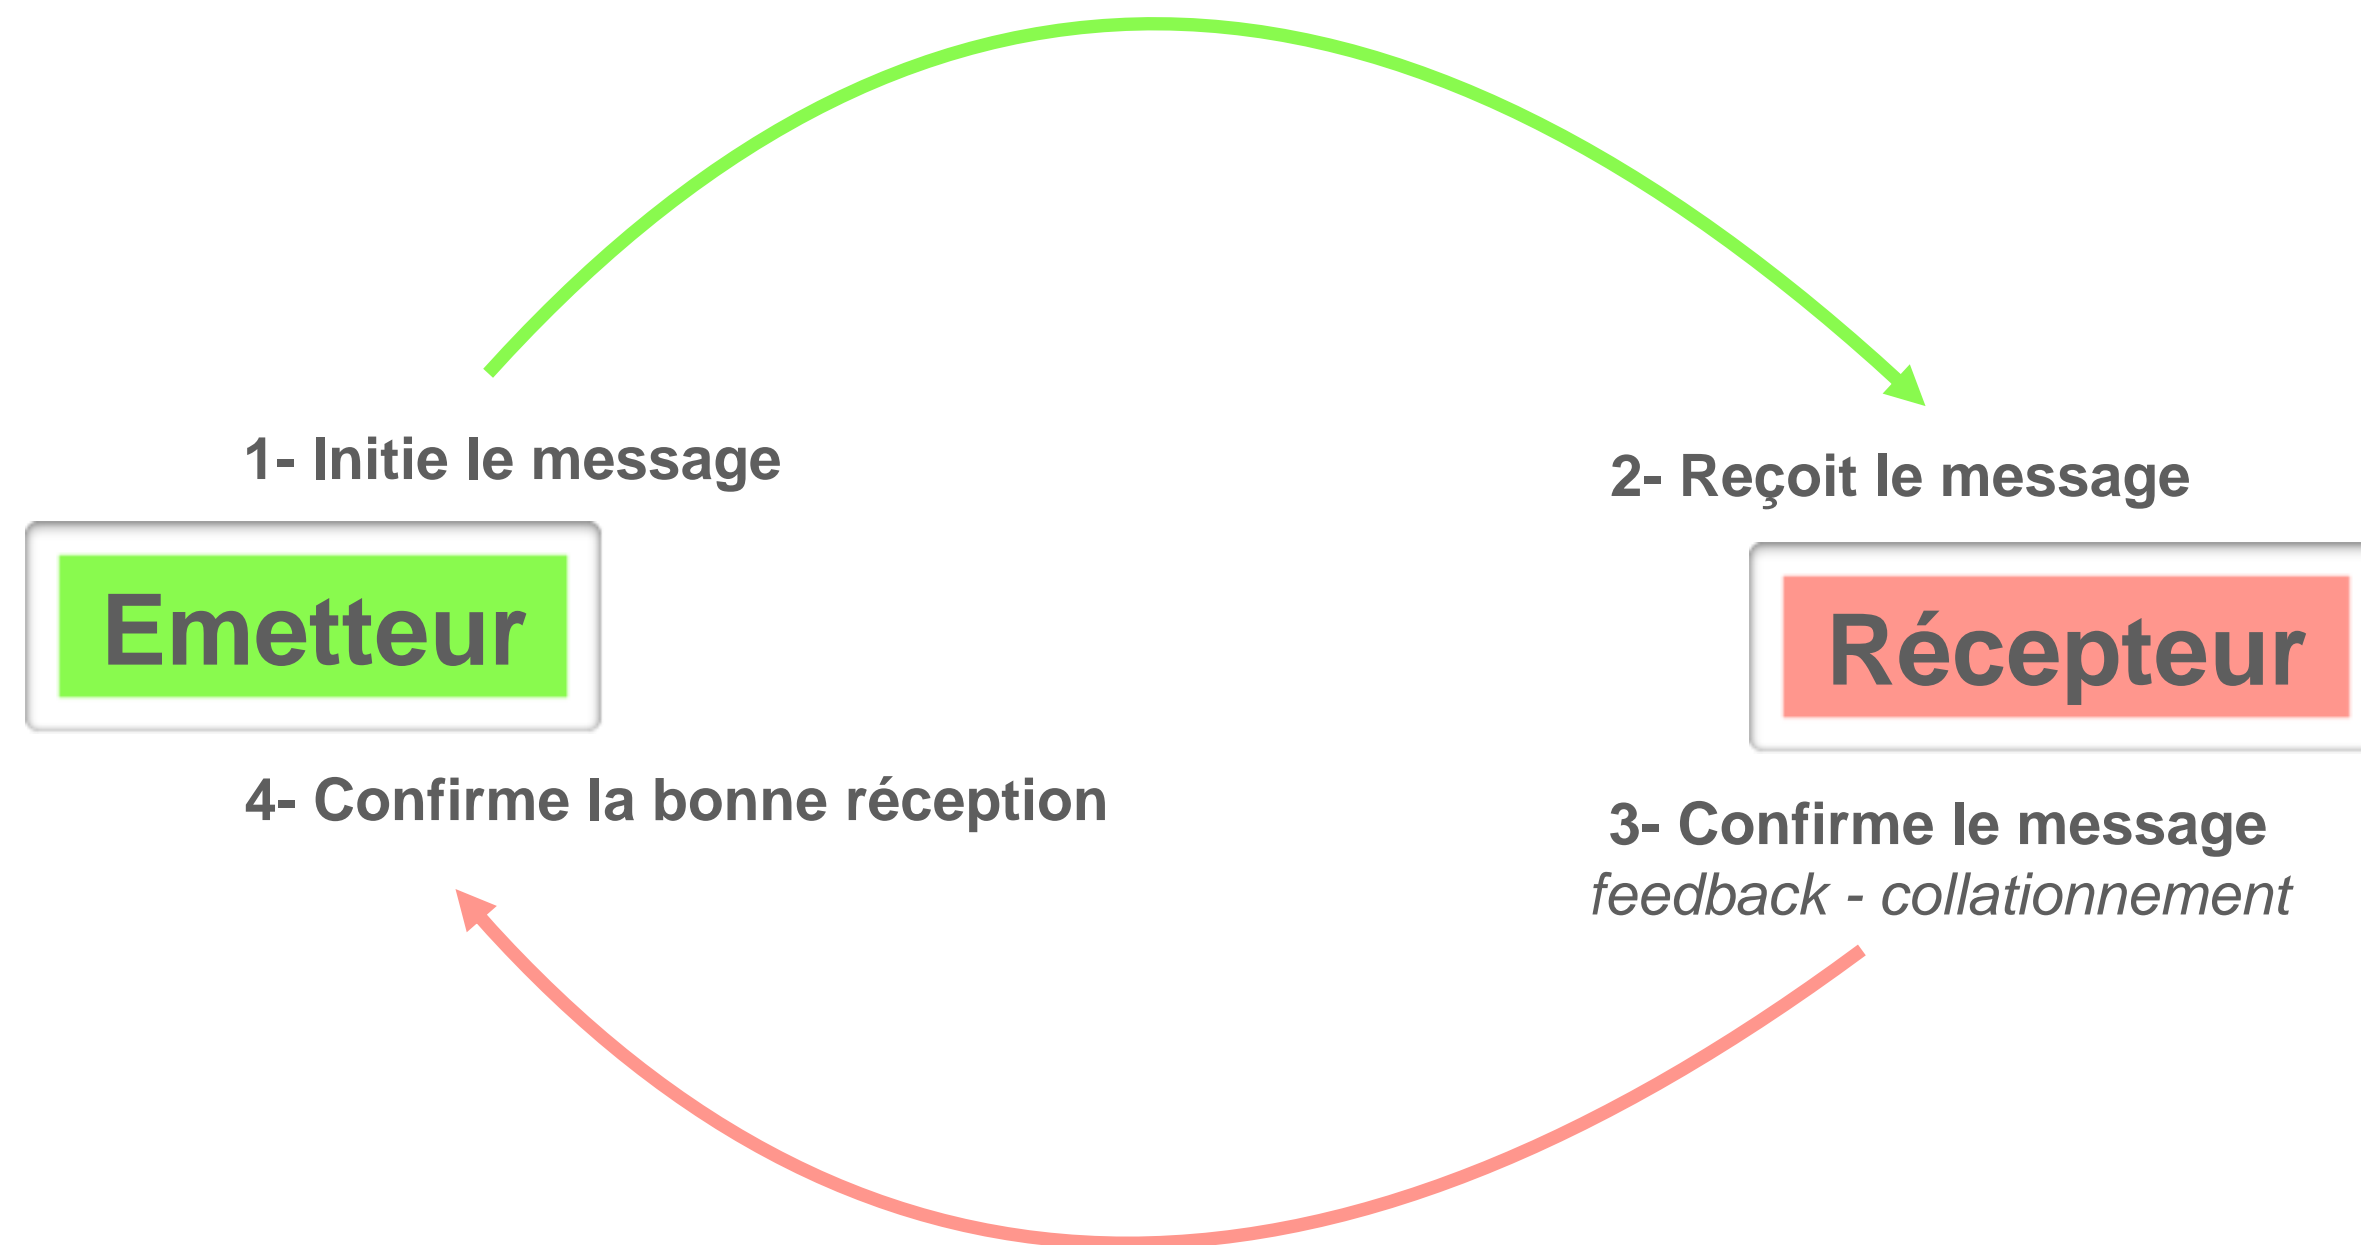 1- Initie le message
2- Reçoit le message
Emetteur
Récepteur
4- Confirme la bonne réception
3- Confirme le message
feedback - collationnement